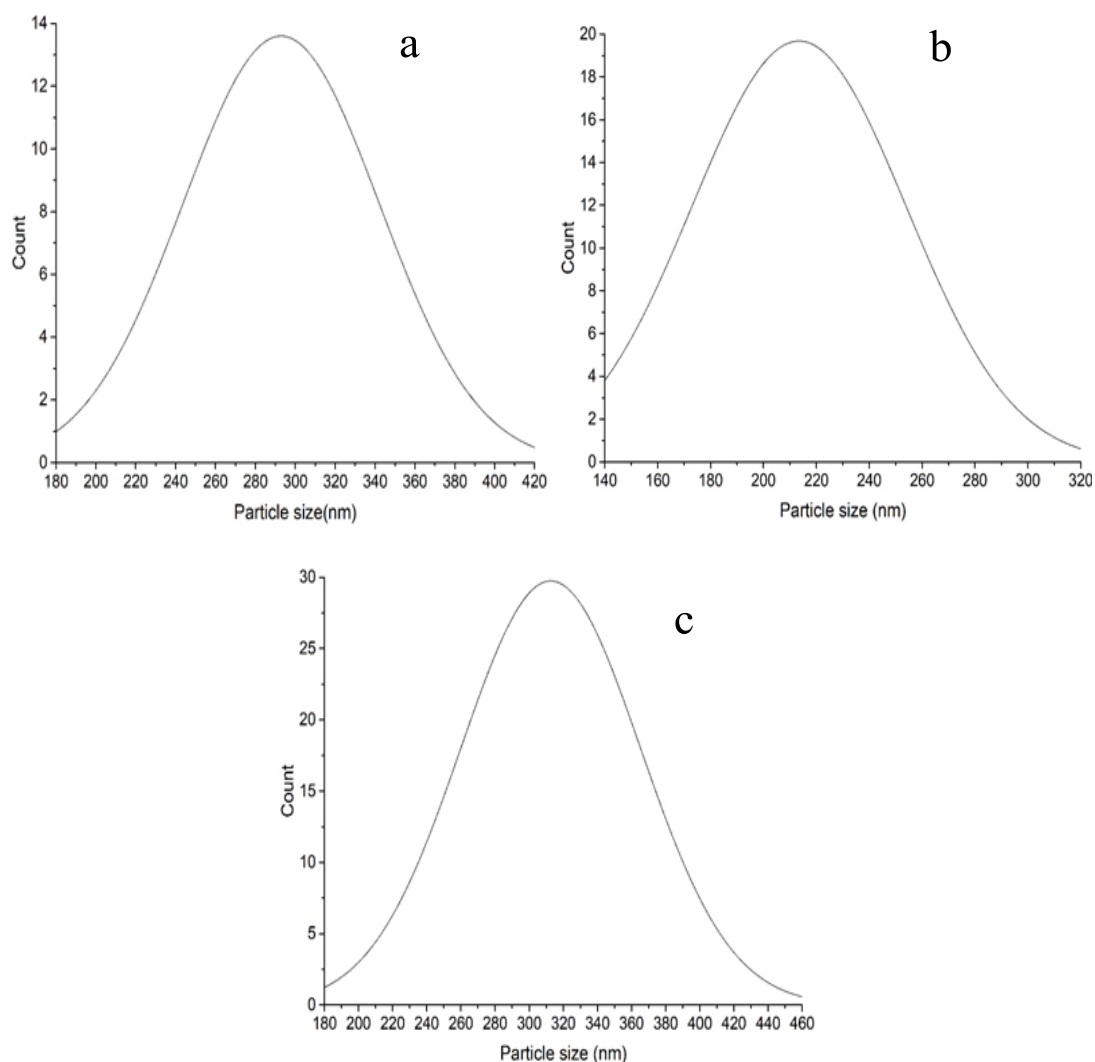 a
14
12
10
8
6
4
2
0
Count
180 200 220 240 260 280 300 320 340 360 380 400 420
Particle size(nm)
b
20
18
16
14
12
10
8
6
4
2
0
Count
140 160 180 200 220 240 260 280 300 320
Particle size (nm)
c
30
25
20
15
10
5
0
Count
180 200 220 240 260 280 300 320 340 360 380 400 420 440 460
Particle size (nm)